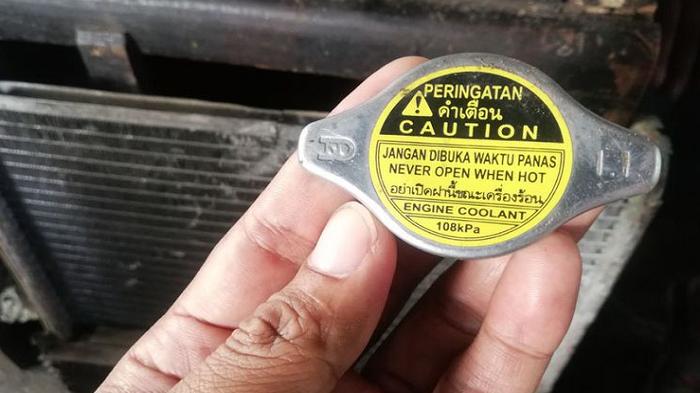 PERINGATAN
คำเตือน
CAUTION
JANGAN DIBUKA WAKTU PANAS
NEVER OPEN WHEN HOT
อย่าเปิดฝานี้ขณะเครื่องร้อน
ENGINE COOLANT
108kPa